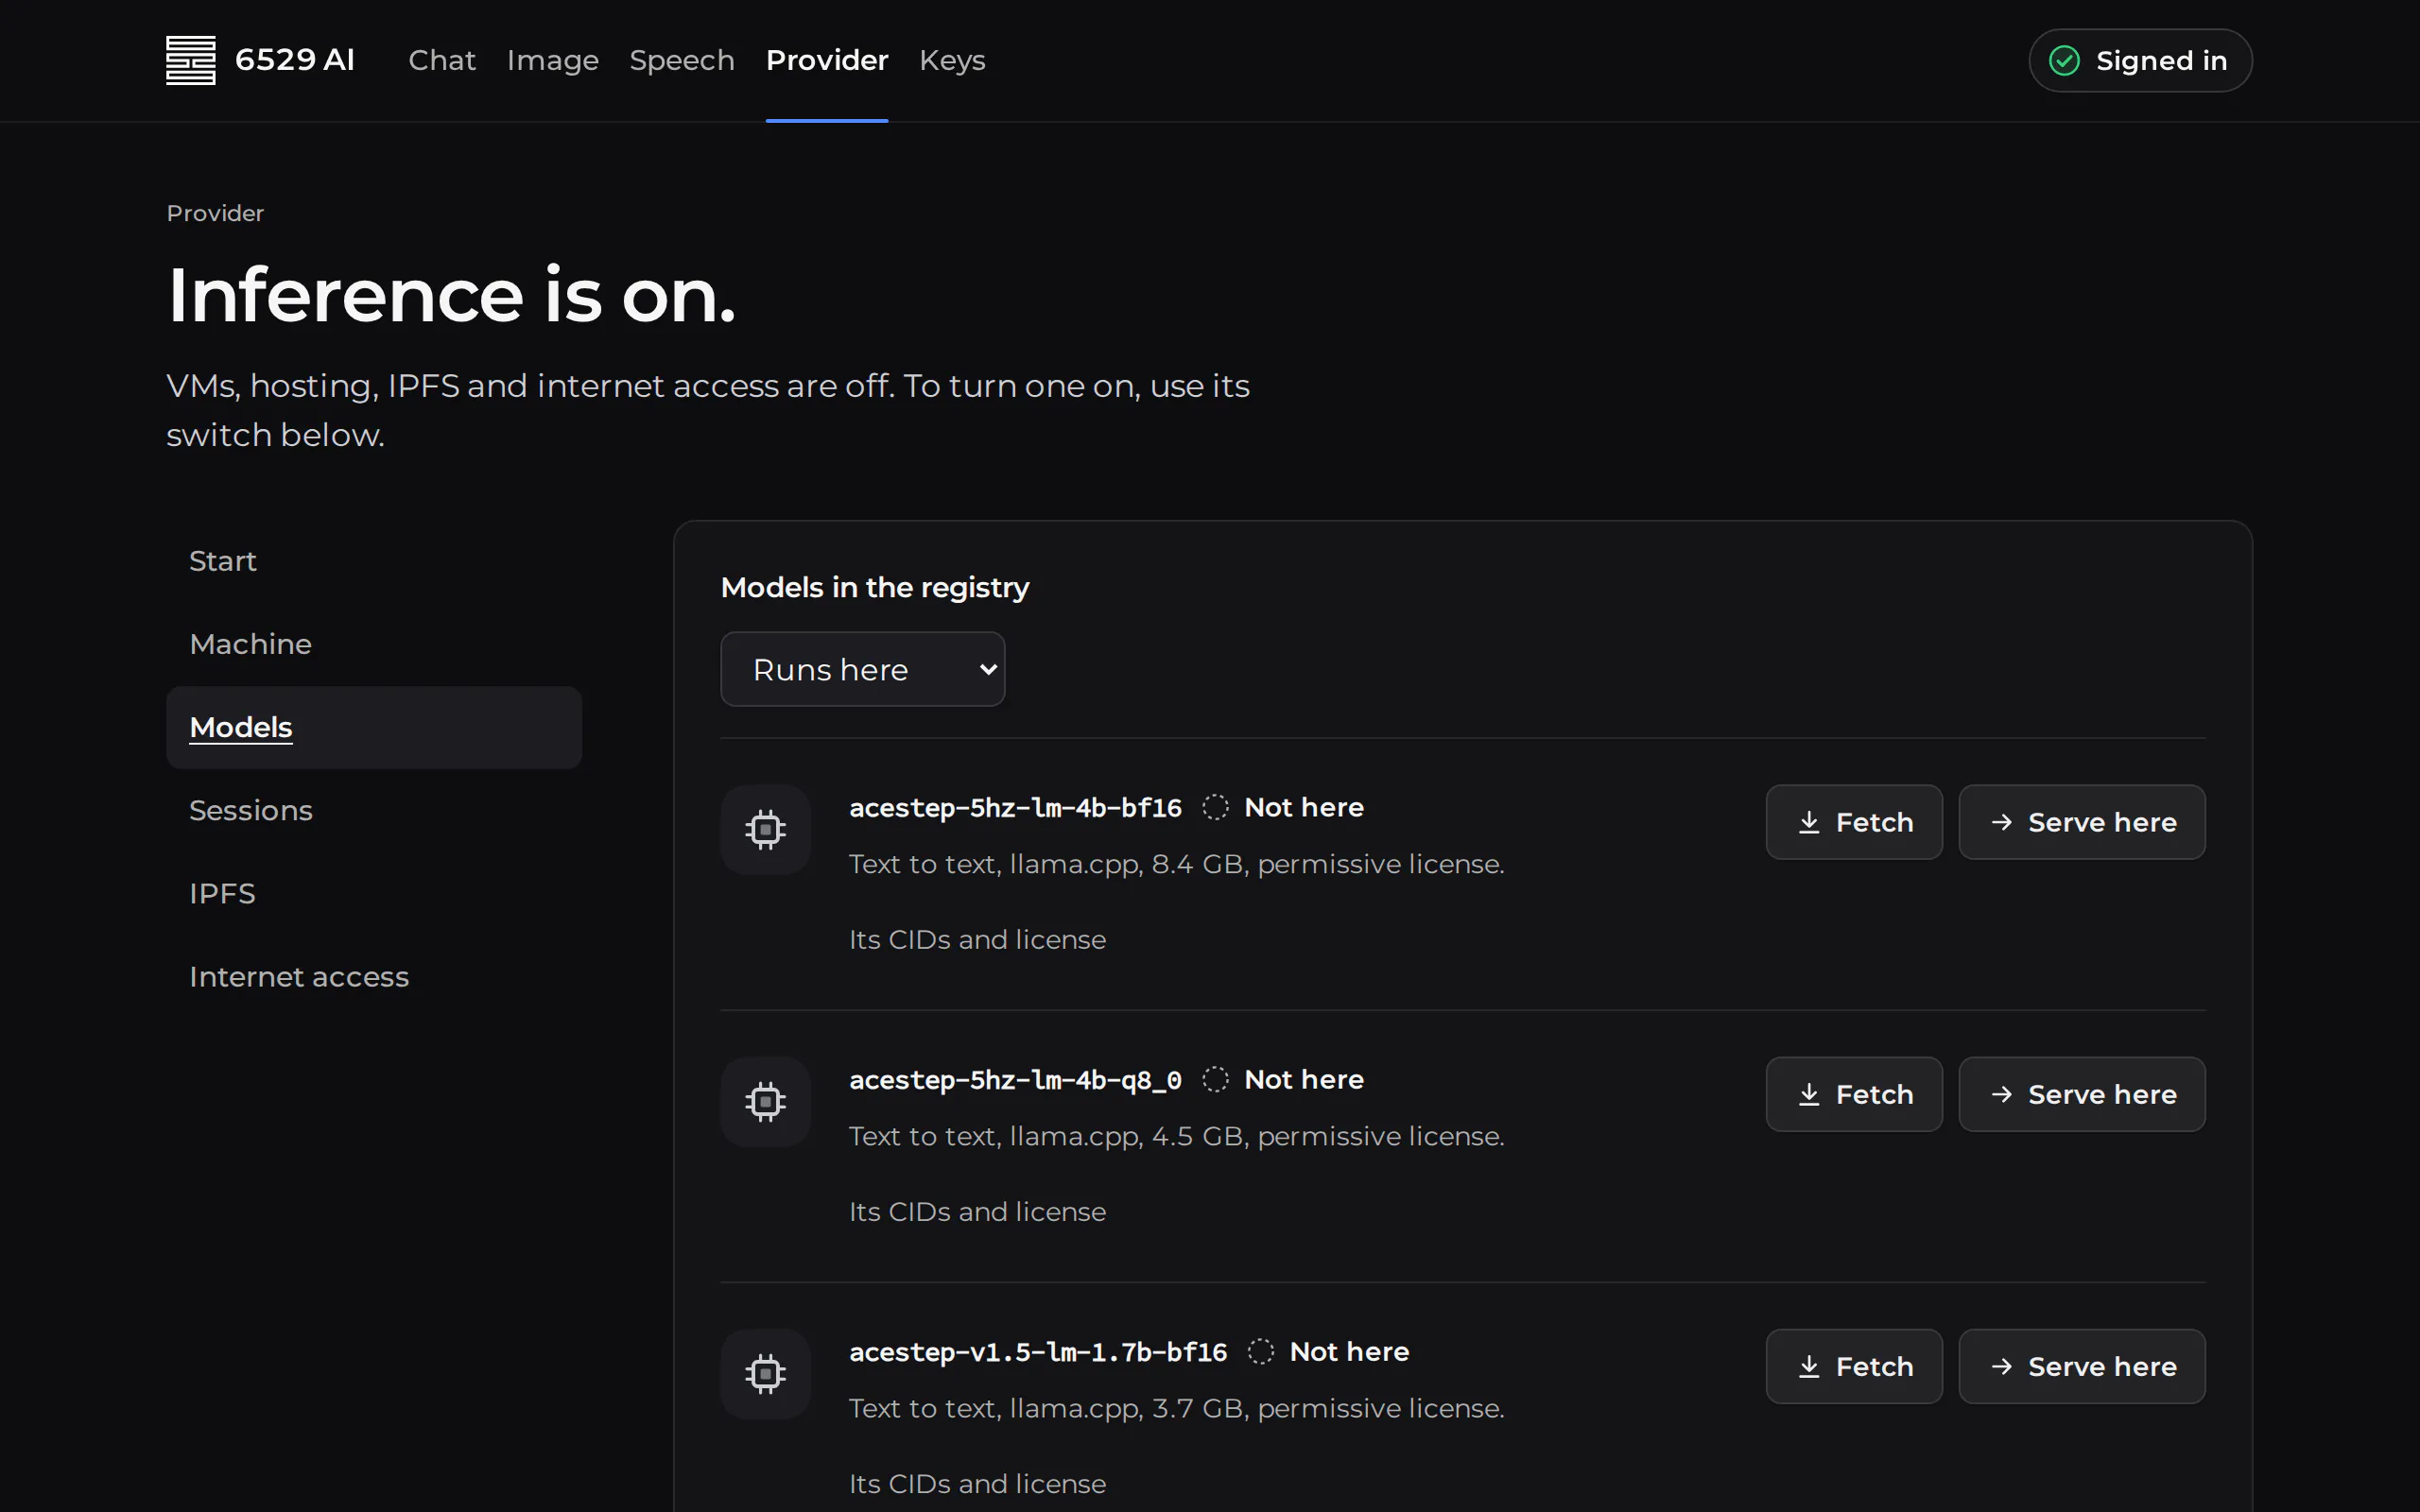 6529 AI
Chat
Image
Speech
Provider
Keys
Signed in
Provider
Inference is on.
VMs, hosting, IPFS and internet access are off. To turn one on, use its
switch below.
Start
Machine
Models
Sessions
IPFS
Internet access
Models in the registry
Runs here
acestep-5hz-lm-4b-bf16
Not here
Text to text, llama.cpp, 8.4 GB, permissive license.
Its CIDs and license
Fetch
Serve here
acestep-5hz-lm-4b-q8_0
Not here
Text to text, llama.cpp, 4.5 GB, permissive license.
Its CIDs and license
Fetch
Serve here
acestep-v1.5-lm-1.7b-bf16
Not here
Text to text, llama.cpp, 3.7 GB, permissive license.
Its CIDs and license
Fetch
Serve here